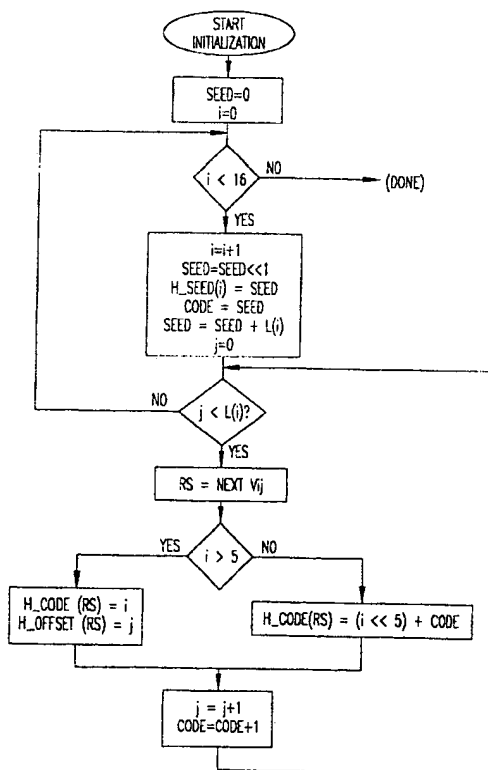 START
INITIALIZATION
SEED=0
i=0
i < 16
NO
(DONE)
YES
i=i+1
SEED=SEED<<1
H_SEED(i) = SEED
CODE = SEED
SEED = SEED + L(i)
j=0
NO
j < L(i)?
YES
RS = NEXT Vij
YES
i > 5
NO
H_CODE (RS) = i
H_OFFSET (RS) = j
H_CODE(RS) = (i << 5) + CODE
j = j+1
CODE=CODE+1